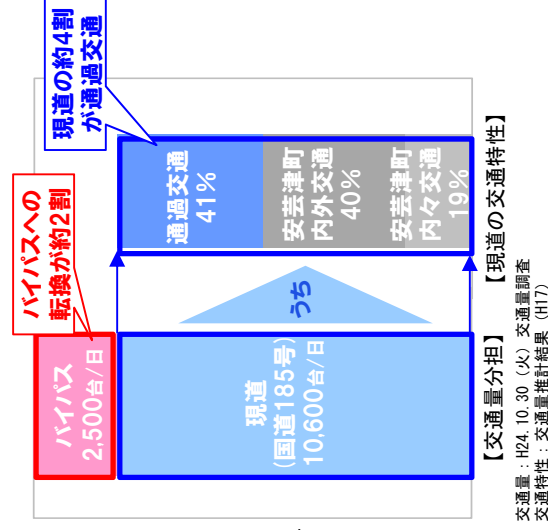 バイパスへの
転換が約2割
現道の約4割
が通過交通
バイパス
2,500台/日
現道
(国道185号)
10,600台/日
うち
通過交通
41%
安芸津町
内外交通
40%
安芸津町
内々交通
19%
【交通量分担】
【現道の交通特性】
交通量：H24.10.30（火）交通量調査
交通特性：交通量推計結果（H17）